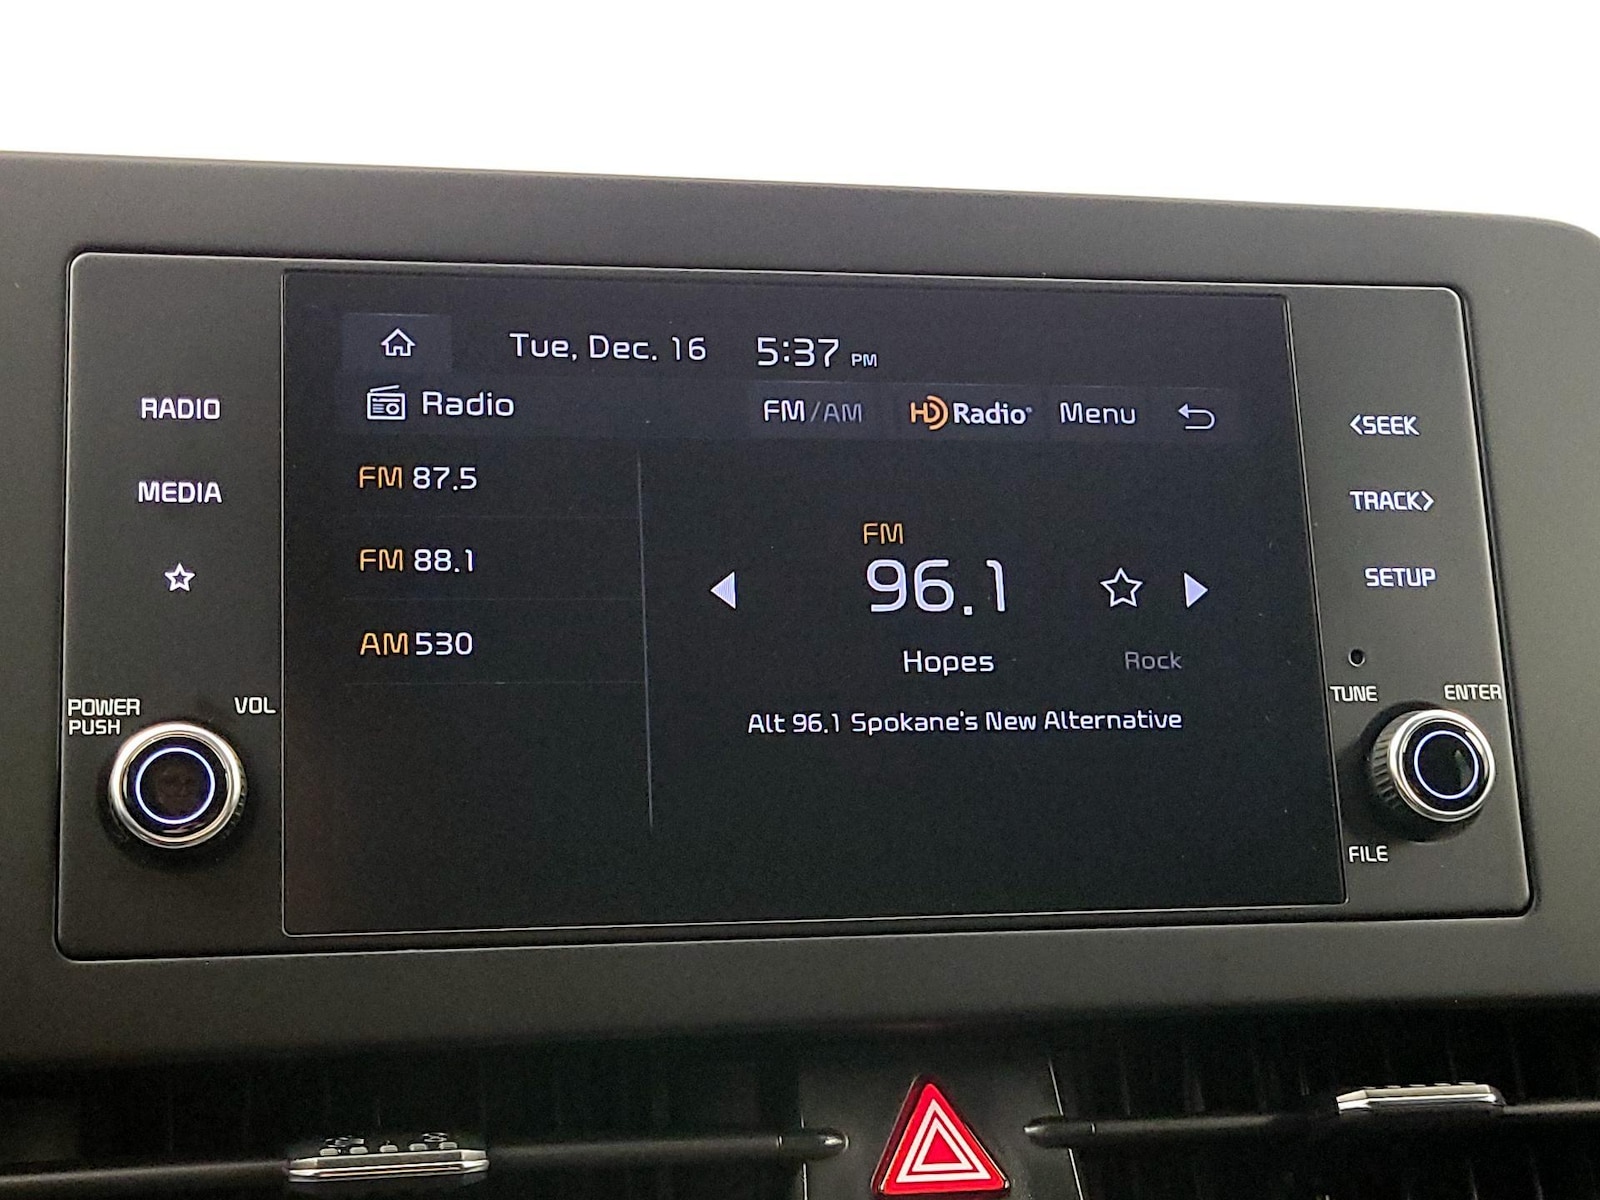 Tue, Dec. 16 5:37 PM
Radio FM/AM HD Radio® Menu
FM 87.5
FM 88.1
AM 530
FM
96.1
Hopes Rock
Alt 96.1 Spokane's New Alternative
RADIO
MEDIA
POWER
PUSH
VOL
<SEEK
TRACK>
SETUP
TUNE ENTER
FILE